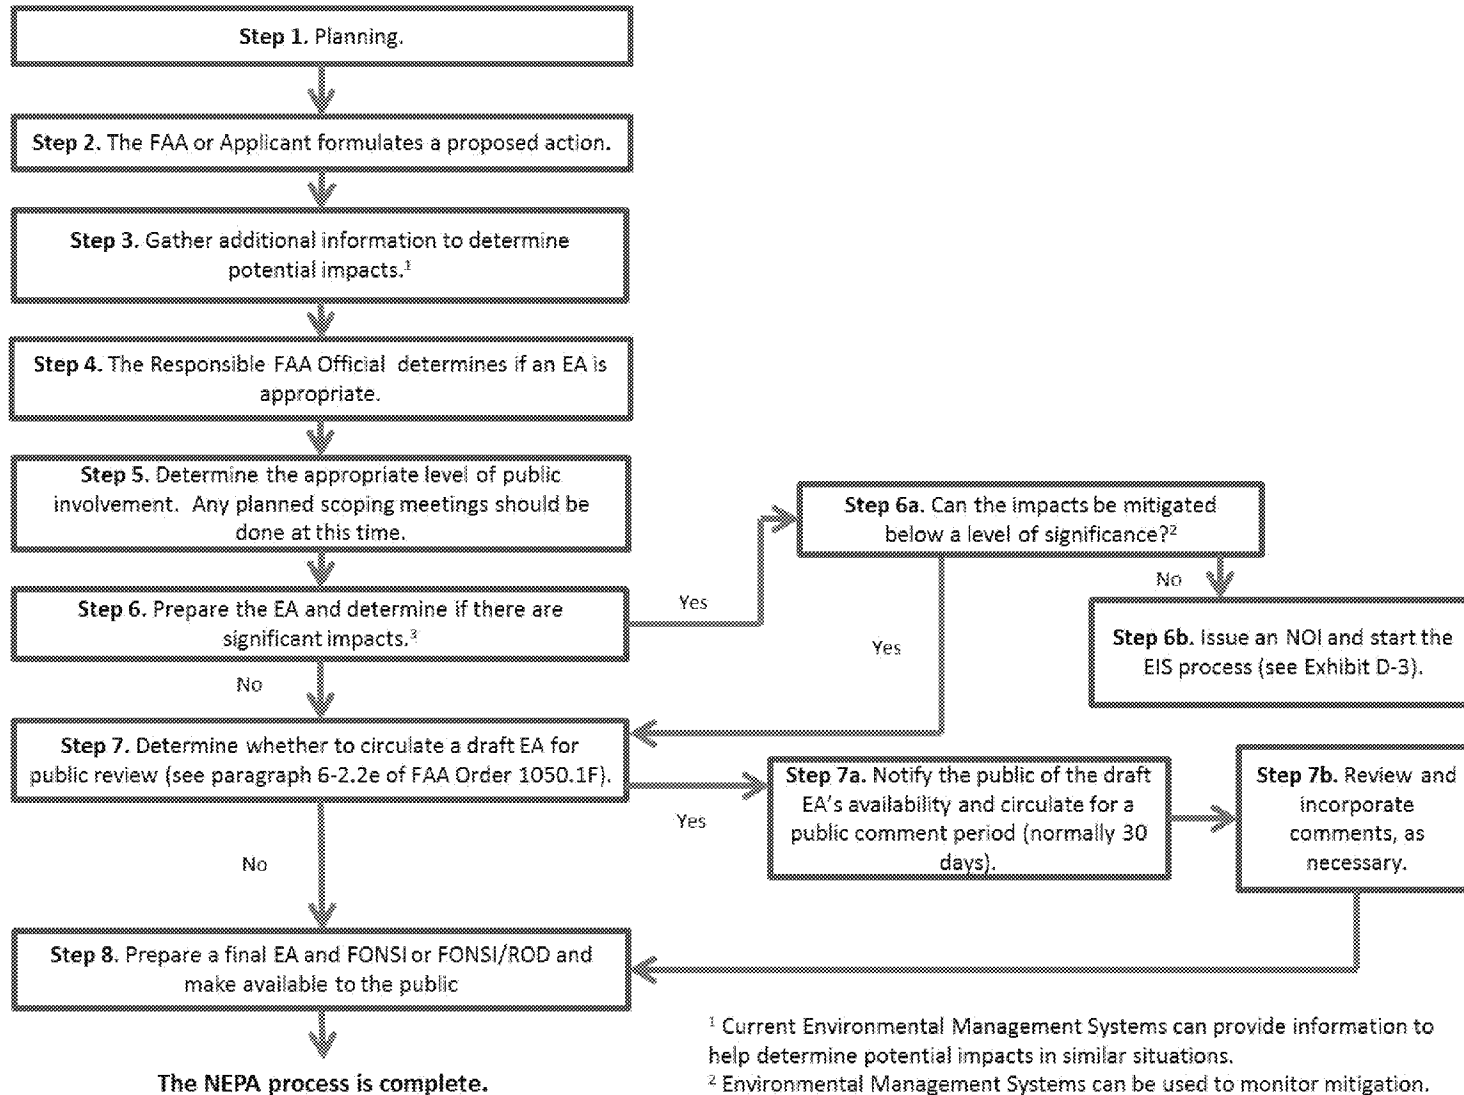 Step 1. Planning.
Step 2. The FAA or Applicant formulates a proposed action.
Step 3. Gather additional information to determine
potential impacts.¹
Step 4. The Responsible FAA Official determines if an EA is
appropriate.
Step 5. Determine the appropriate level of public
involvement. Any planned scoping meetings should be
done at this time.
Step 6. Prepare the EA and determine if there are
significant impacts.³
Yes
Step 6a. Can the impacts be mitigated
below a level of significance?²
No
Step 6b. Issue an NOI and start the
EIS process (see Exhibit D-3).
Yes
No
Step 7. Determine whether to circulate a draft EA for
public review (see paragraph 6-2.2e of FAA Order 1050.1F).
Yes
Step 7a. Notify the public of the draft
EA's availability and circulate for a
public comment period (normally 30
days).
Step 7b. Review and
incorporate
comments, as
necessary.
No
Step 8. Prepare a final EA and FONSI or FONSI/ROD and
make available to the public
The NEPA process is complete.
¹ Current Environmental Management Systems can provide information to
help determine potential impacts in similar situations.
² Environmental Management Systems can be used to monitor mitigation.